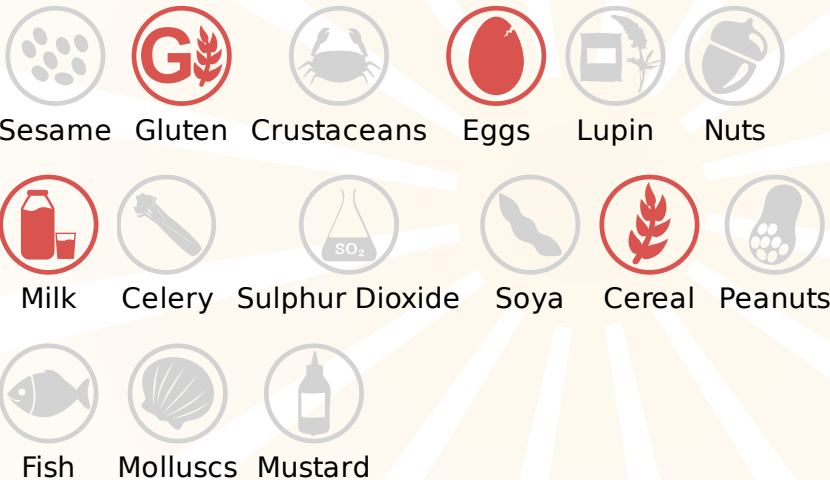 Sesame Gluten Crustaceans Eggs Lupin Nuts
G
SO₂
Milk Celery Sulphur Dioxide Soya Cereal Peanuts
Fish Molluscs Mustard